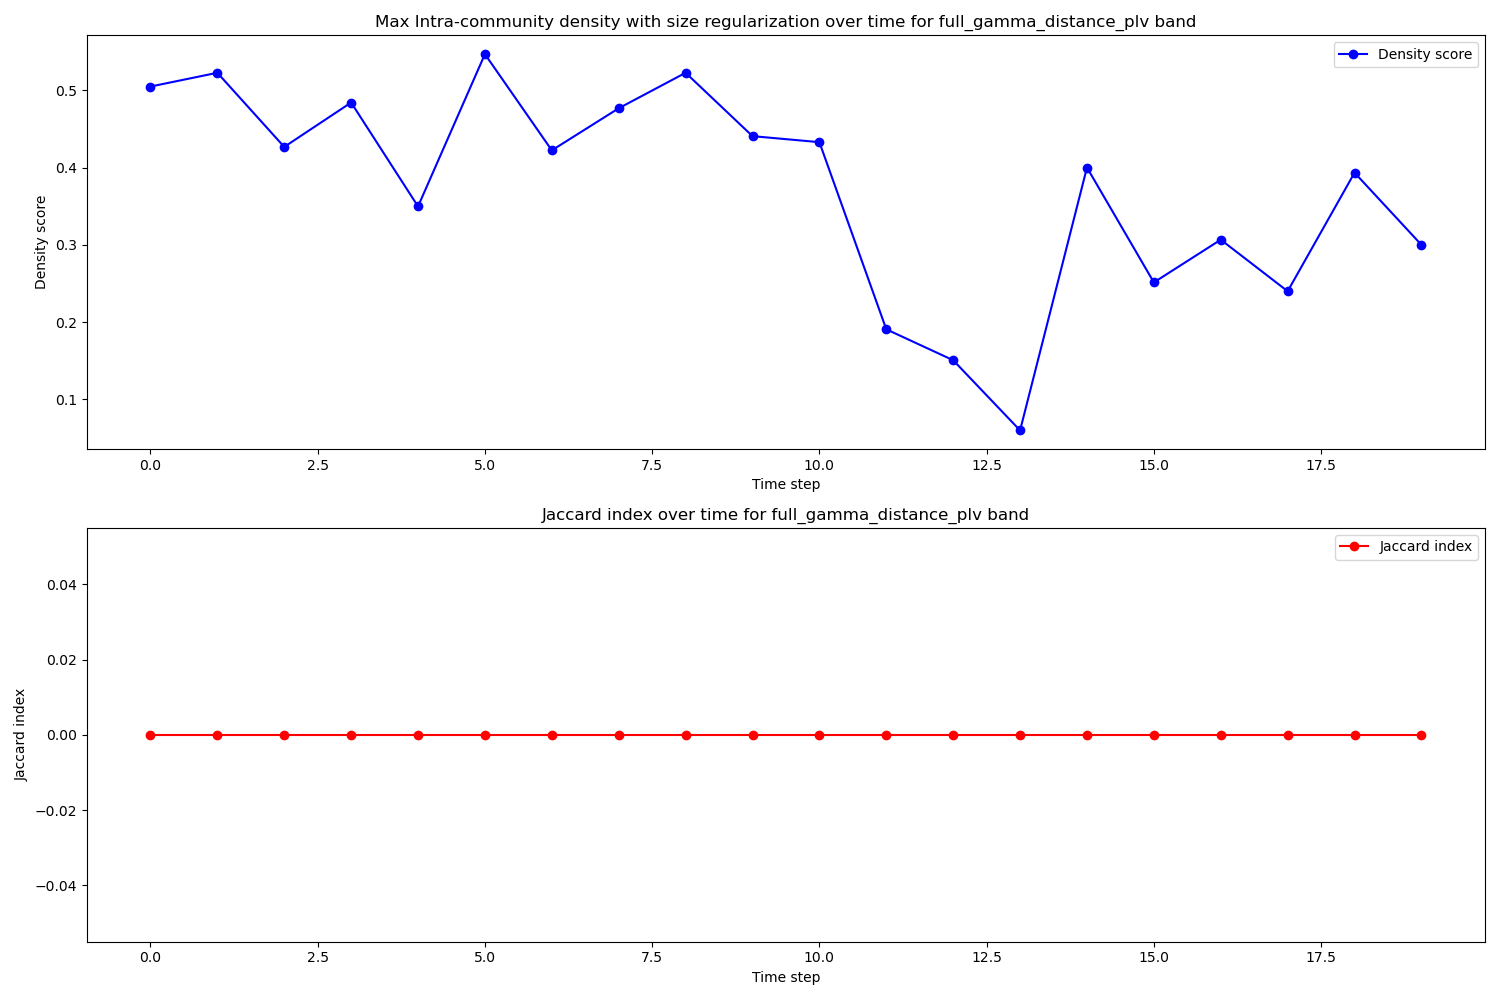 Max Intra-community density with size regularization over time for full_gamma_distance_plv band
Density score
0.5
0.4
0.3
0.2
0.1
Density score
0.0 2.5 5.0 7.5 10.0 12.5 15.0 17.5
Time step
Jaccard index over time for full_gamma_distance_plv band
Jaccard index
0.04
0.02
0.00
−0.02
−0.04
Jaccard index
0.0 2.5 5.0 7.5 10.0 12.5 15.0 17.5
Time step